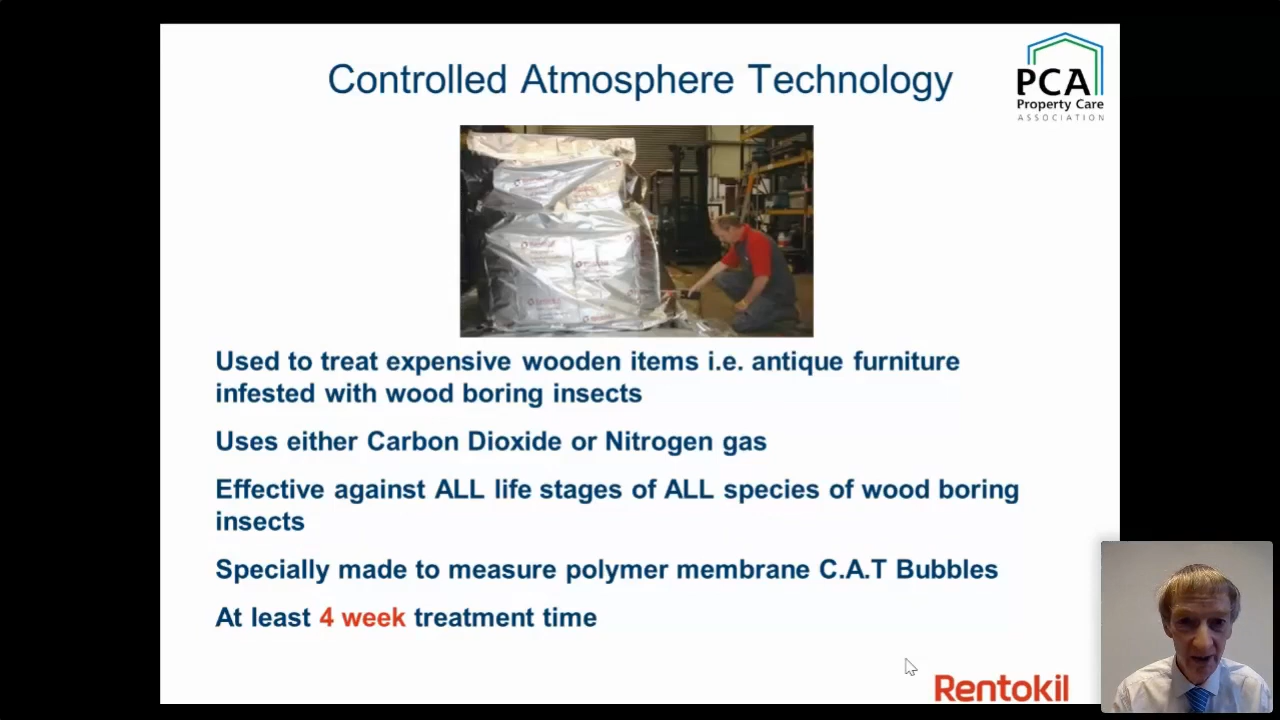 Controlled Atmosphere Technology
PCA
Property Care
ASSOCIATION
Used to treat expensive wooden items i.e. antique furniture
infested with wood boring insects
Uses either Carbon Dioxide or Nitrogen gas
Effective against ALL life stages of ALL species of wood boring
insects
Specially made to measure polymer membrane C.A.T Bubbles
At least 4 week treatment time
Rentokil